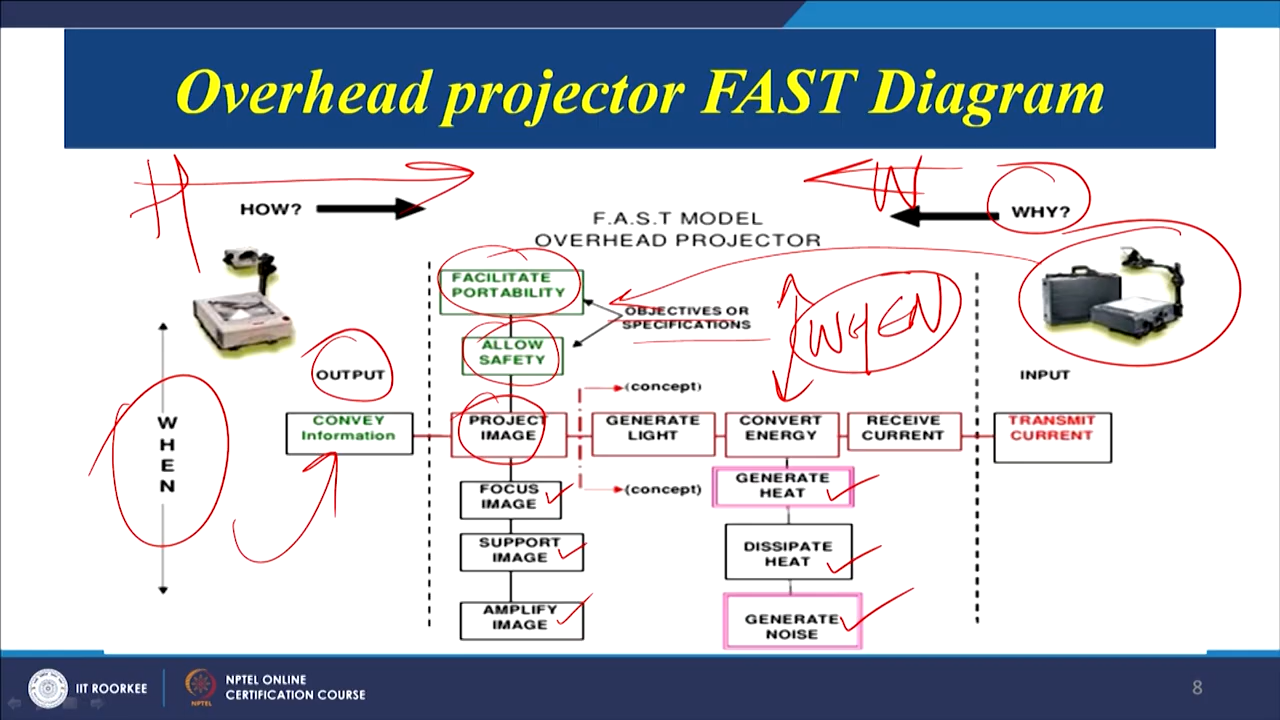 Overhead projector FAST Diagram
H
W
HOW?
WHY?
F.A.S.T MODEL
OVERHEAD PROJECTOR
FACILITATE
PORTABILITY
OBJECTIVES OR
SPECIFICATIONS
WHEN
ALLOW
SAFETY
OUTPUT
INPUT
(concept)
W
H
E
N
CONVEY
Information
PROJECT
IMAGE
GENERATE
LIGHT
CONVERT
ENERGY
RECEIVE
CURRENT
TRANSMIT
CURRENT
(concept)
FOCUS
IMAGE
GENERATE
HEAT
SUPPORT
IMAGE
DISSIPATE
HEAT
AMPLIFY
IMAGE
GENERATE
NOISE
IIT ROORKEE
NPTEL
NPTEL ONLINE
CERTIFICATION COURSE
8